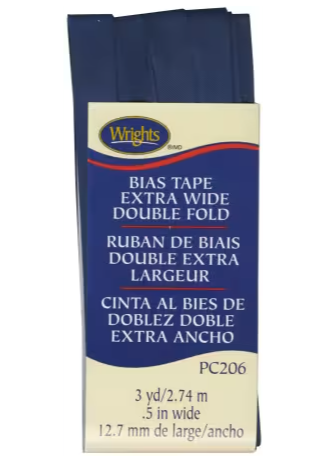 Wrights
BIAS TAPE
EXTRA WIDE
DOUBLE FOLD
RUBAN DE BIAIS
DOUBLE EXTRA
LARGEUR
CINTA AL BIES DE
DOBLEZ DOBLE
EXTRA ANCHO
PC206
3 yd/2.74 m
.5 in wide
12.7 mm de large/ancho